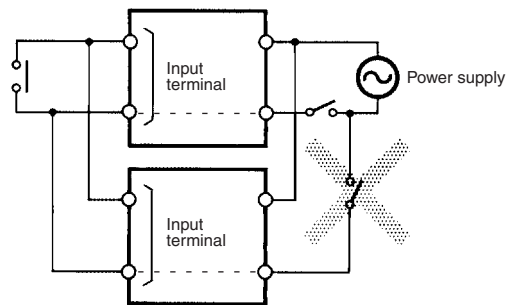 Input
terminal
Power supply
Input
terminal